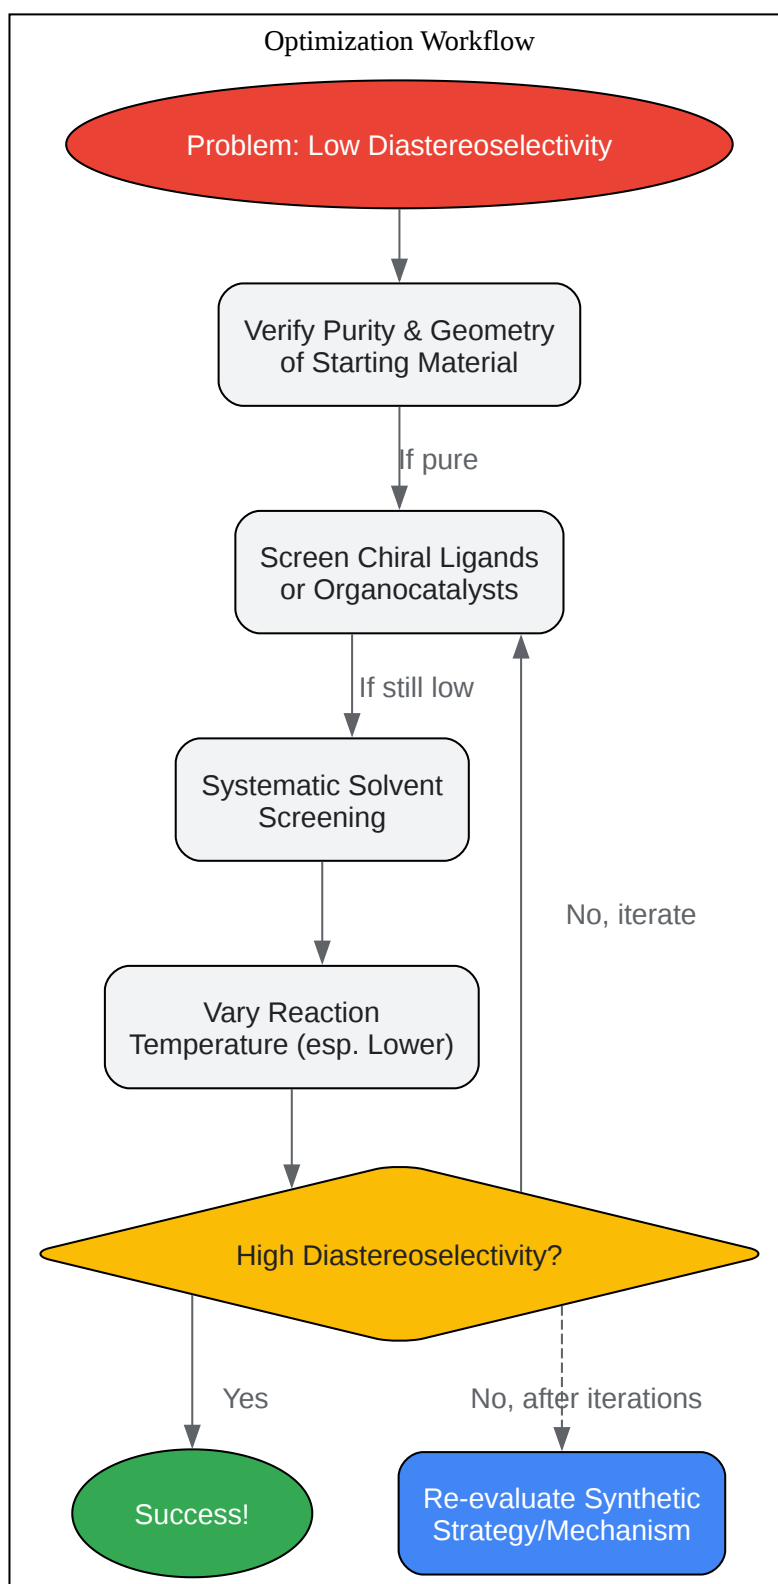 Optimization Workflow
Problem: Low Diastereoselectivity
Verify Purity & Geometry
of Starting Material
If pure
Screen Chiral Ligands
or Organocatalysts
If still low
Systematic Solvent
Screening
No, iterate
Vary Reaction
Temperature (esp. Lower)
High Diastereoselectivity?
Yes
No, after iterations
Success!
Re-evaluate Synthetic
Strategy/Mechanism